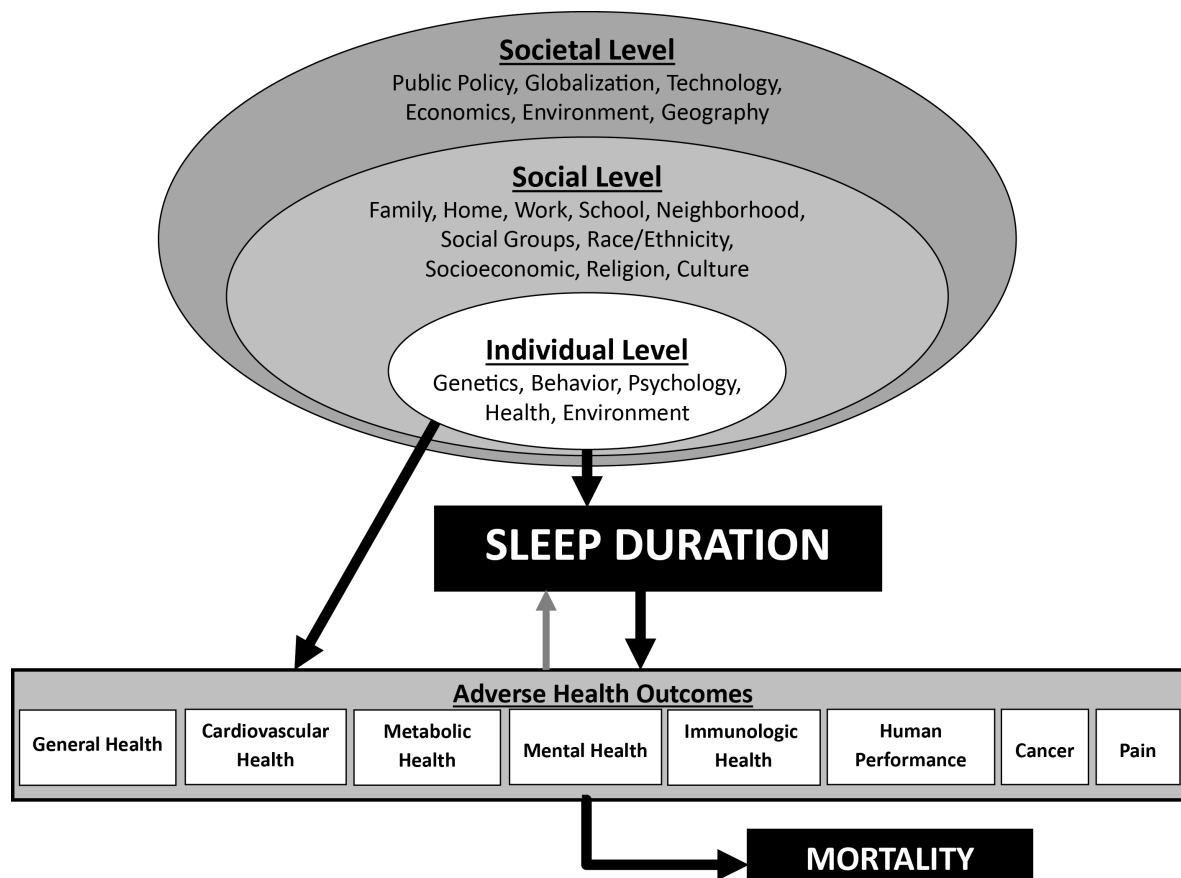 Societal Level
Public Policy, Globalization, Technology,
Economics, Environment, Geography
Social Level
Family, Home, Work, School, Neighborhood,
Social Groups, Race/Ethnicity,
Socioeconomic, Religion, Culture
Individual Level
Genetics, Behavior, Psychology,
Health, Environment
SLEEP DURATION
Adverse Health Outcomes
General Health
Cardiovascular
Health
Metabolic
Health
Mental Health
Immunologic
Health
Human
Performance
Cancer
Pain
MORTALITY